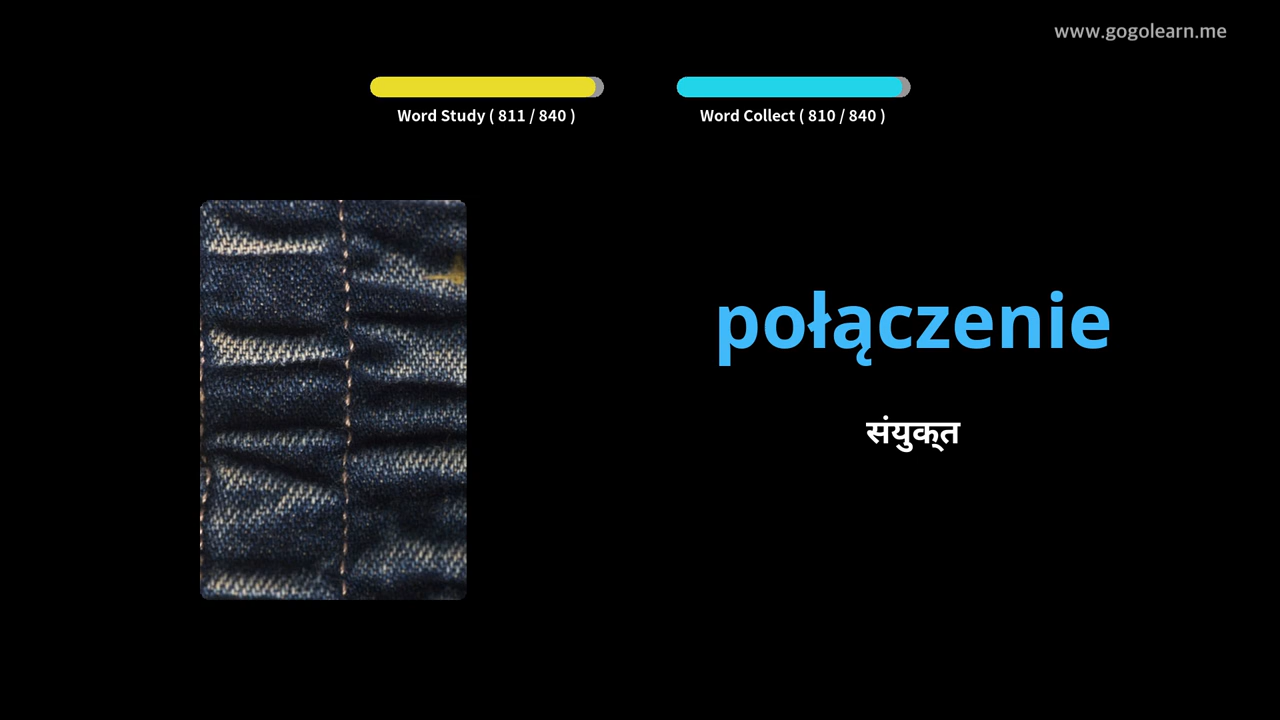 www.gogolearn.me
Word Study ( 811 / 840 )
Word Collect ( 810 / 840 )
połączenie
संयुक्त